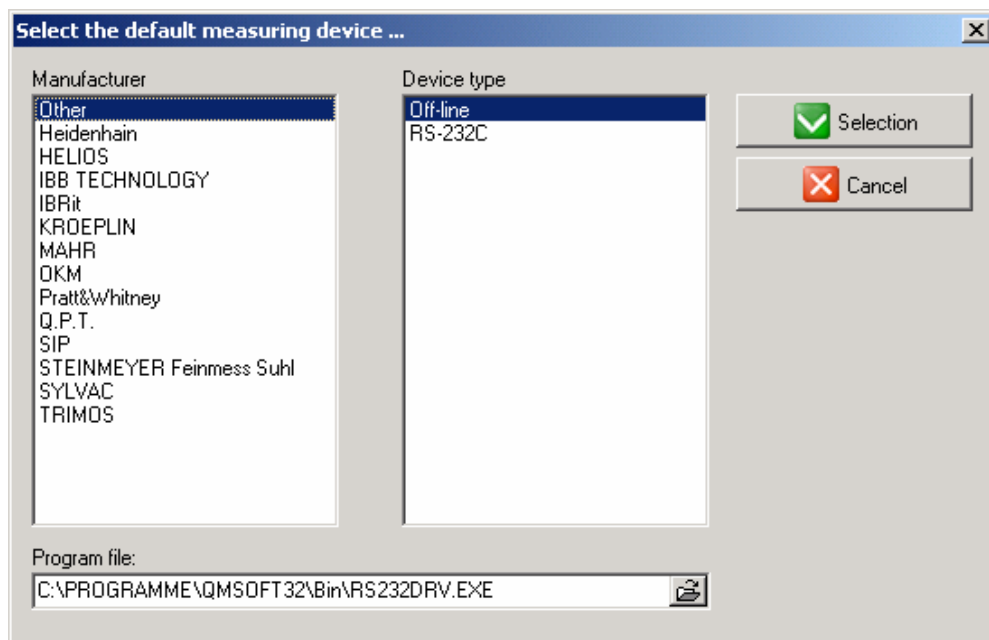 Select the default measuring device ...
Manufacturer
Other
Heidenhain
HELIOS
IBB TECHNOLOGY
IBRit
KROEPLIN
MAHR
OKM
Pratt&Whitney
Q.P.T.
SIP
STEINMEYER Feinmess Suhl
SYLVAC
TRIMOS
Device type
Off-line
RS-232C
Selection
Cancel
Program file:
C:\PROGRAMME\QMSOFT32\Bin\RS232DRV.EXE